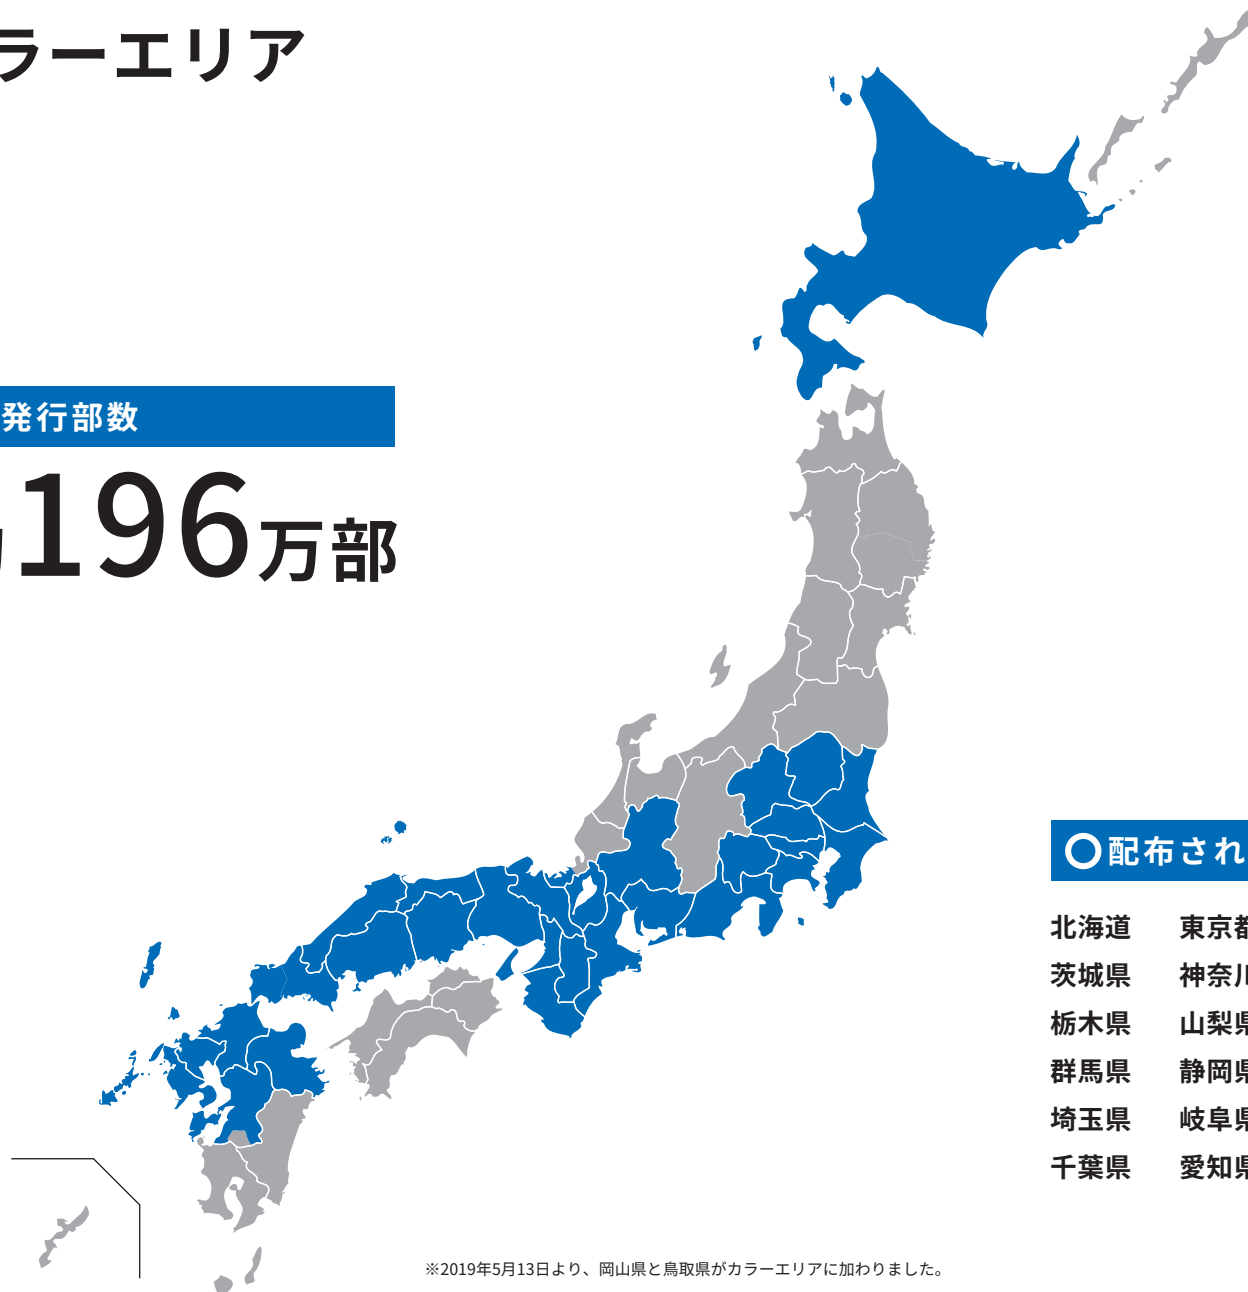 ラーエリア
発行部数
196万部
配布され
北海道 東京都
茨城県 神奈川
栃木県 山梨県
群馬県 静岡県
埼玉県 岐阜県
千葉県 愛知県
※2019年5月13日より、岡山県と鳥取県がカラーエリアに加わりました。